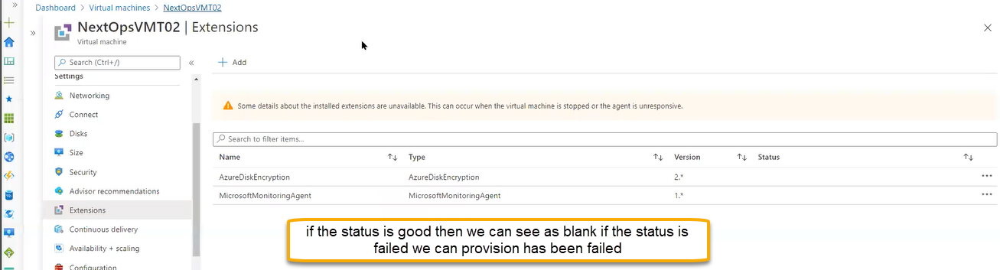 Dashboard > Virtual machines > NextOpsVMT02
NextOpsVMT02 | Extensions
Virtual machine
Search (Ctrl+/)
Add
Settings
Networking
Connect
Disks
Size
Security
Advisor recommendations
Extensions
Continuous delivery
Availability + scaling
Configuration
Some details about the installed extensions are unavailable. This can occur when the virtual machine is stopped or the agent is unresponsive.
Search to filter items...
Name Type Version Status
AzureDiskEncryption AzureDiskEncryption 2.*
MicrosoftMonitoringAgent MicrosoftMonitoringAgent 1.*
if the status is good then we can see as blank if the status is
failed we can provision has been failed